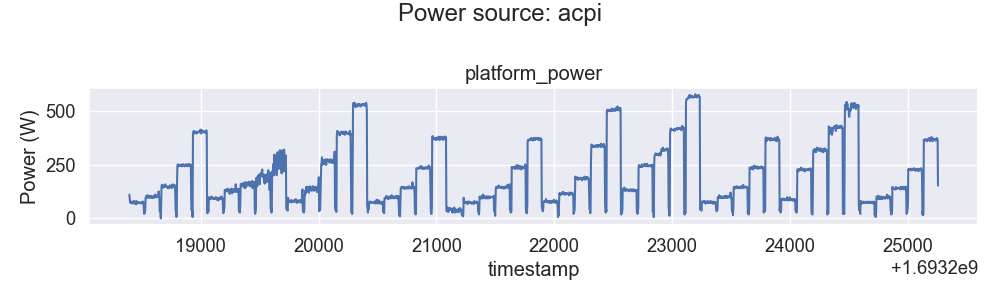 Power source: acpi
platform_power
Power (W)
500
250
0
19000 20000 21000 22000 23000 24000 25000
timestamp
+1.6932e9